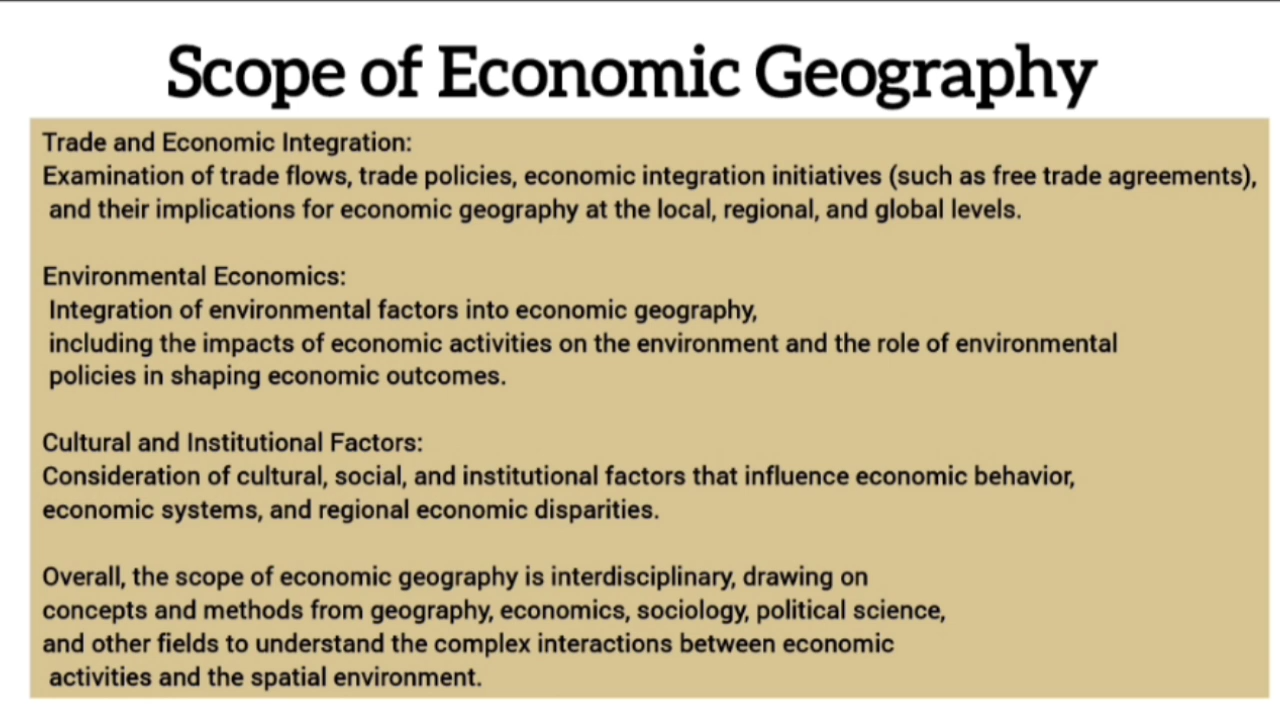 Scope of Economic Geography
Trade and Economic Integration:
Examination of trade flows, trade policies, economic integration initiatives (such as free trade agreements),
and their implications for economic geography at the local, regional, and global levels.
Environmental Economics:
Integration of environmental factors into economic geography,
including the impacts of economic activities on the environment and the role of environmental
policies in shaping economic outcomes.
Cultural and Institutional Factors:
Consideration of cultural, social, and institutional factors that influence economic behavior,
economic systems, and regional economic disparities.
Overall, the scope of economic geography is interdisciplinary, drawing on
concepts and methods from geography, economics, sociology, political science,
and other fields to understand the complex interactions between economic
activities and the spatial environment.